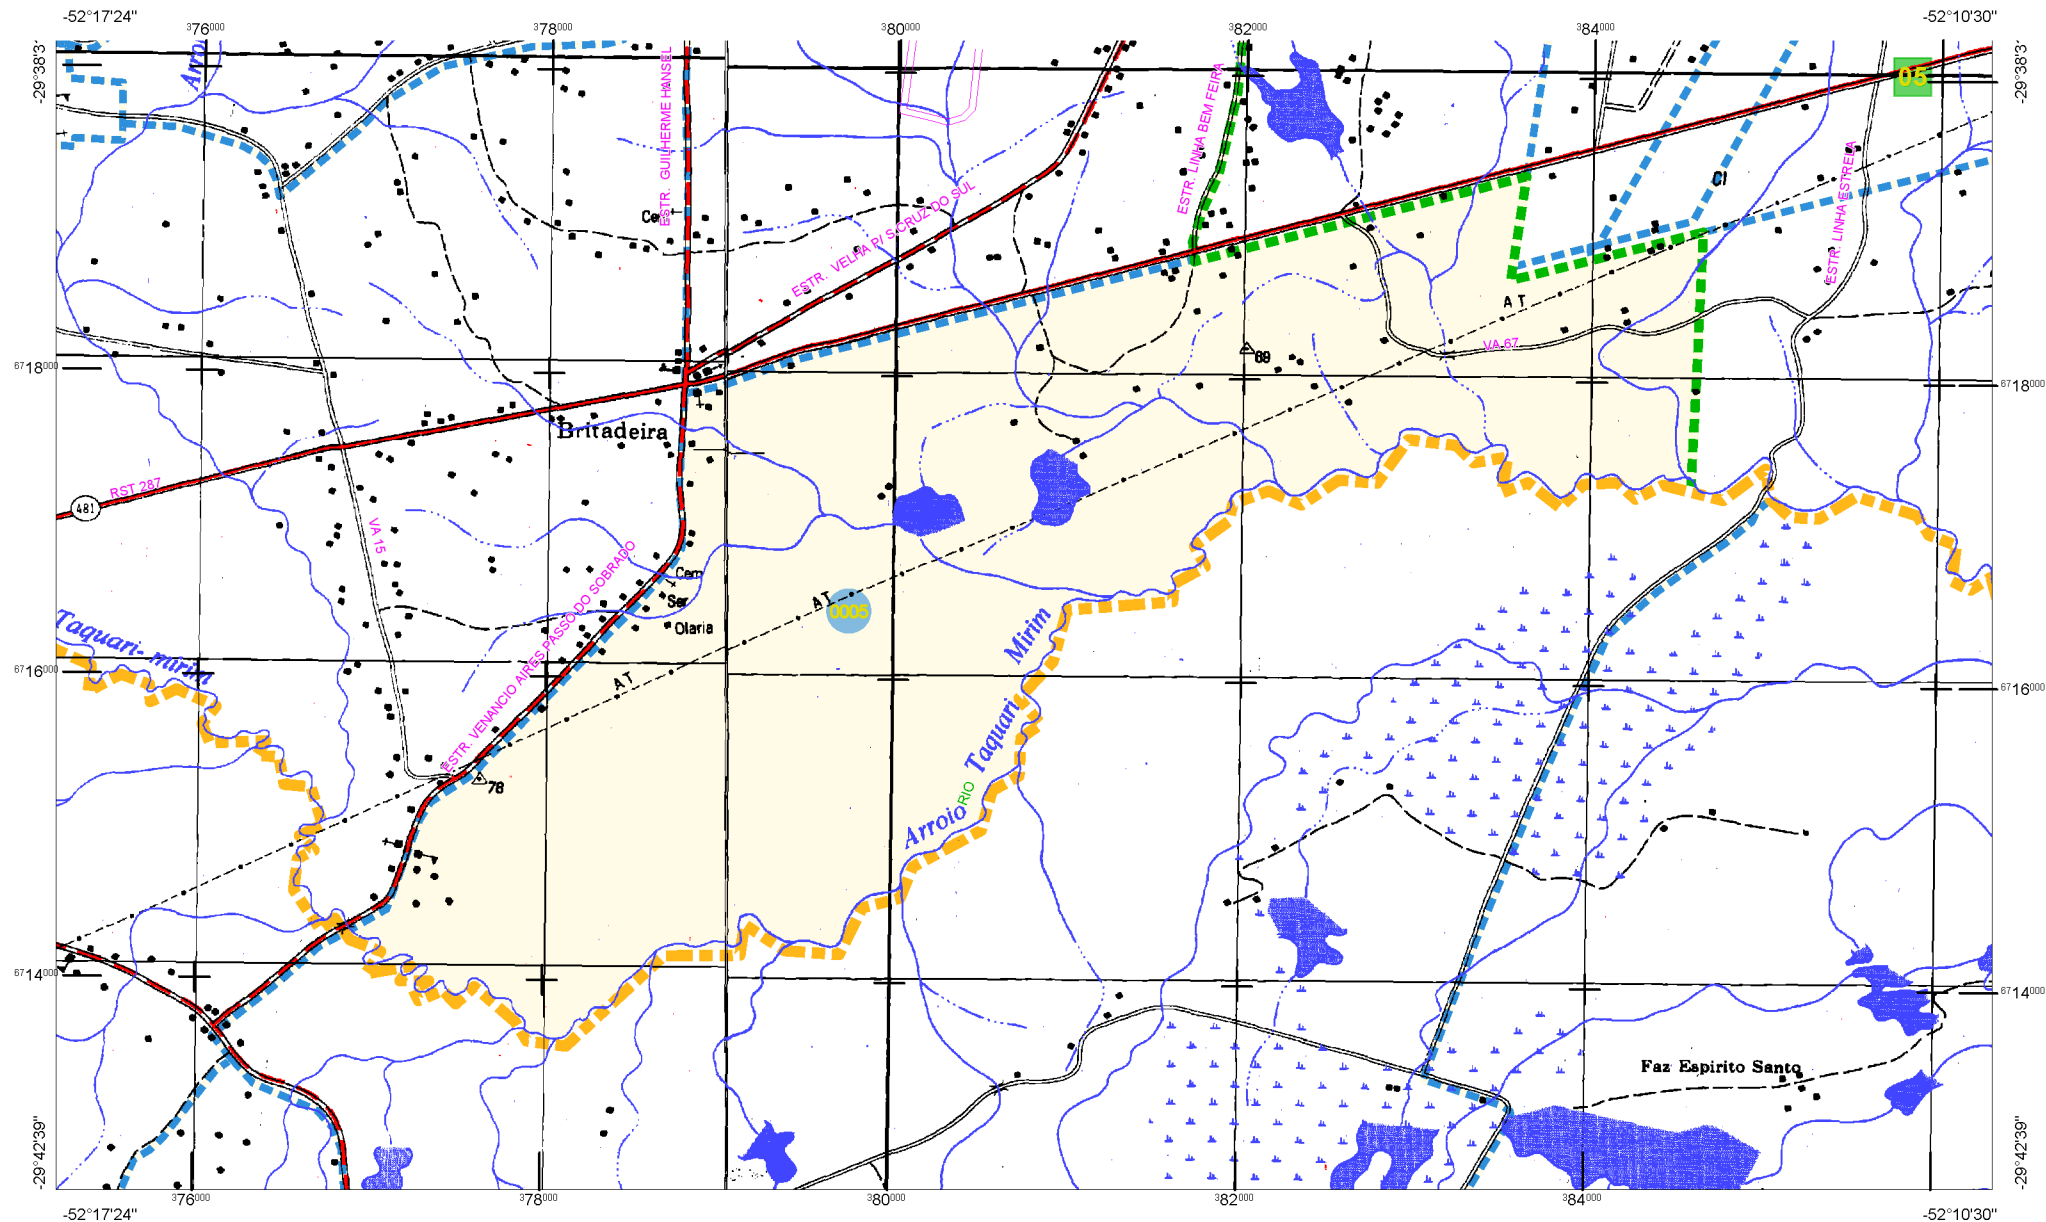 -52°17'24"
-52°10'30"
376000
378000
380000
382000
384000
-29°38'3
-29°38'3
Arro
05
ESTR. GUILHERME HANSEL
ESTR. LINHA BEM FEIRA
ESTR. LINHA ESTRELA
CI
Ce
ESTR. VELHA P/ S.CRUZ DO SUL
A T
VA 67
89
6718000
6718000
Britadeira
RST 287
481
VA 15
ESTR. VENANCIO AIRES PASSO DO SOBRADO
Cem
Ser
Olaria
A T
0005
Taquari-mirim
Arroio Taquari Mirim
RIO
A T
6716000
6716000
78
6714000
6714000
Faz Espirito Santo
-29°42'39"
-29°42'39"
376000
378000
380000
382000
384000
-52°17'24"
-52°10'30"